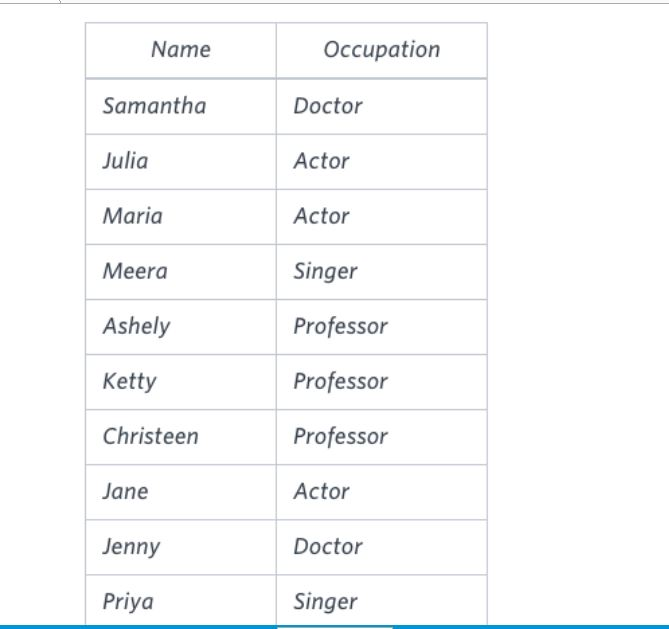 Name Occupation
Samantha Doctor
Julia Actor
Maria Actor
Meera Singer
Ashely Professor
Ketty Professor
Christeen Professor
Jane Actor
Jenny Doctor
Priya Singer